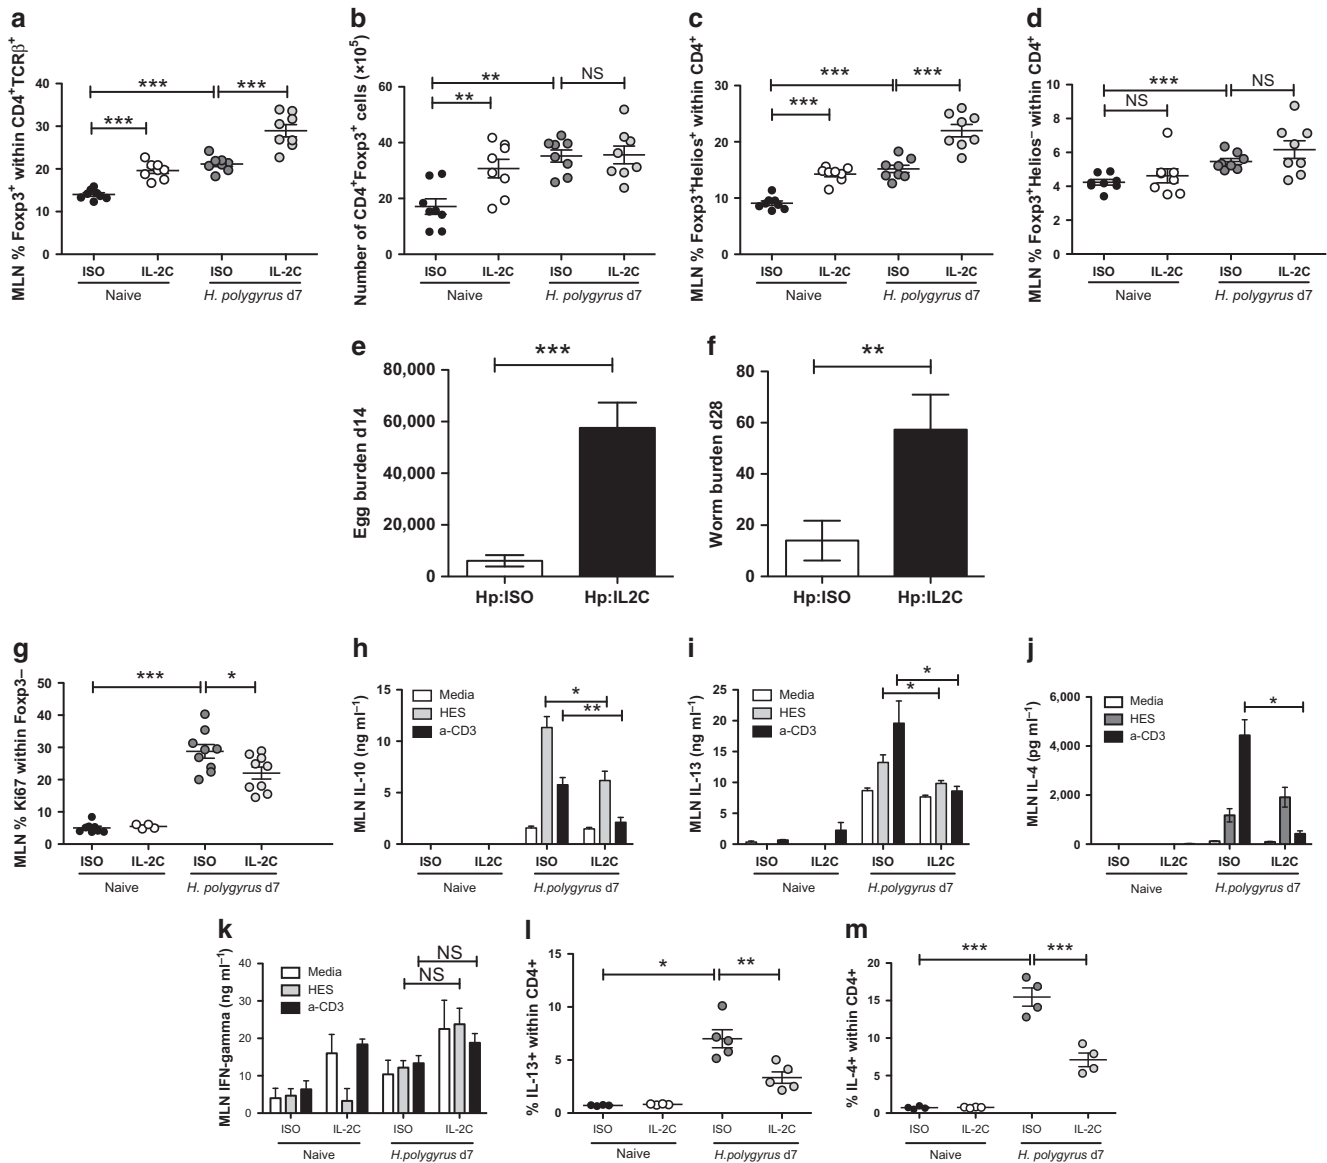 a
MLN % Foxp3+ within CD4+TCRβ+
40
30
20
10
0
***
***
***
ISO
IL-2C
ISO
IL-2C
Naive
H. polygyrus d7
b
Number of CD4+Foxp3+ cells (×10⁵)
60
40
20
0
**
**
NS
ISO
IL-2C
ISO
IL-2C
Naive
H. polygyrus d7
c
MLN % Foxp3+Helios+ within CD4+
30
20
10
0
***
***
***
ISO
IL-2C
ISO
IL-2C
Naive
H. polygyrus d7
d
MLN % Foxp3+Helios− within CD4+
10
8
6
4
2
0
***
NS
NS
ISO
IL-2C
ISO
IL-2C
Naive
H. polygyrus d7
e
Egg burden d14
80,000
60,000
40,000
20,000
0
***
Hp:ISO
Hp:IL2C
f
Worm burden d28
80
60
40
20
0
**
Hp:ISO
Hp:IL2C
g
MLN % Ki67 within Foxp3−
50
40
30
20
10
0
***
*
ISO
IL-2C
ISO
IL-2C
Naive
H. polygyrus d7
h
MLN IL-10 (ng ml⁻¹)
15
10
5
0
Media
HES
a-CD3
*
**
ISO
IL2C
ISO
IL2C
Naive
H.polygyrus d7
i
MLN IL-13 (ng ml⁻¹)
25
20
15
10
5
0
Media
HES
a-CD3
*
*
ISO
IL2C
ISO
IL2C
Naive
H.polygyrus d7
j
MLN IL-4 (pg ml⁻¹)
6,000
4,000
2,000
0
Media
HES
a-CD3
*
ISO
IL2C
ISO
IL2C
Naive
H.polygyrus d7
k
MLN IFN-gamma (ng ml⁻¹)
40
30
20
10
0
Media
HES
a-CD3
NS
NS
ISO
IL-2C
ISO
IL-2C
Naive
H.polygyrus d7
l
% IL-13+ within CD4+
15
10
5
0
*
**
ISO
IL-2C
ISO
IL-2C
Naive
H.polygyrus d7
m
% IL-4+ within CD4+
20
15
10
5
0
***
***
ISO
IL-2C
ISO
IL-2C
Naive
H.polygyrus d7